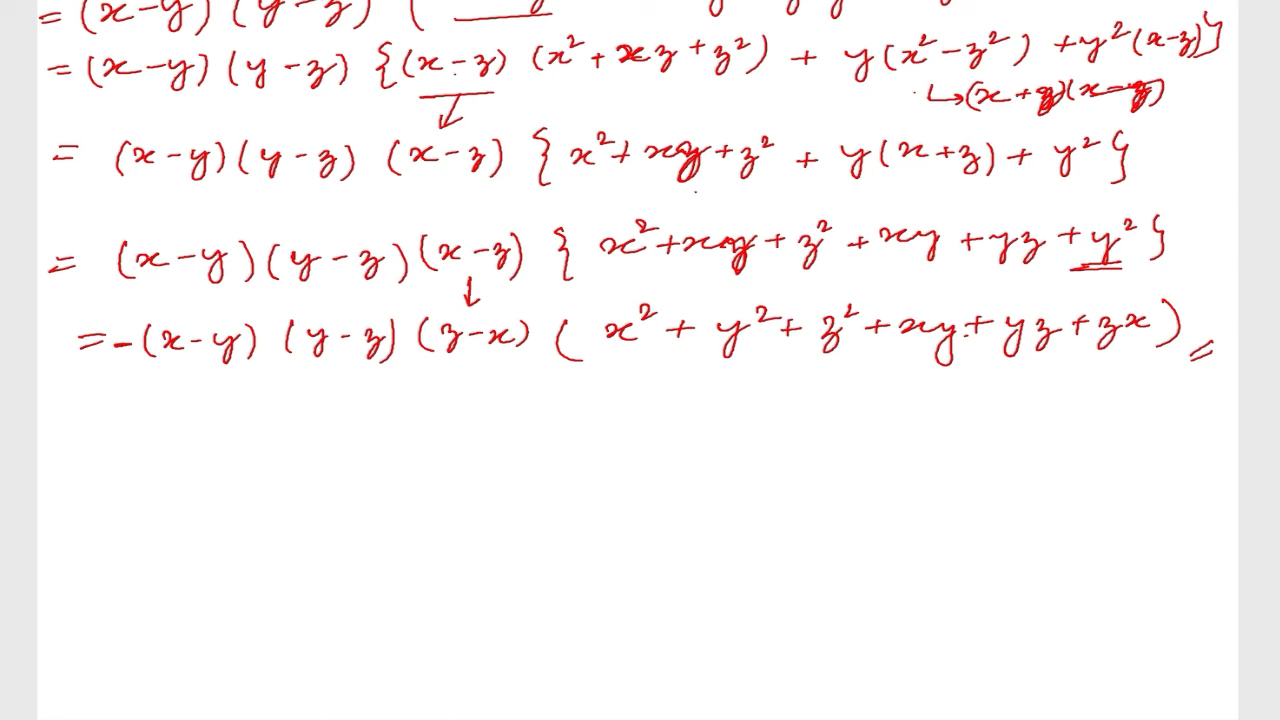 = (x-y) (y-z) (
= (x-y) (y-z) {(x-z) (x² + xz + z²) + y(x² - z²) + y²(x-z)}
↳(x+z)(x-z)
= (x-y)(y-z) (x-z) {x² + xz + z² + y(x+z) + y²}
= (x-y)(y-z)(x-z) { x² + xz + z² + xy + yz + y² }
= -(x-y) (y-z) (z-x) ( x² + y² + z² + xy + yz + zx )